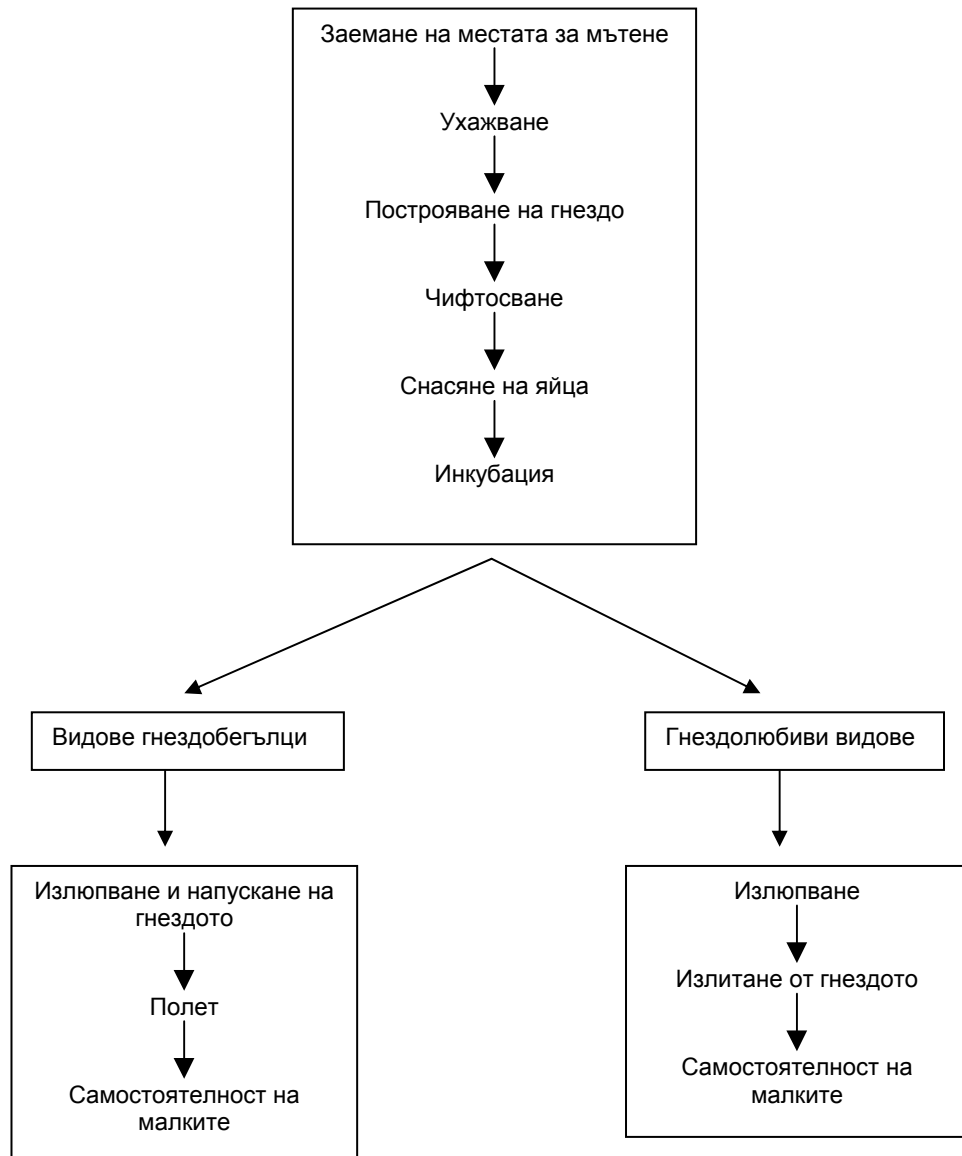 Заемане на местата за мътене
Ухажване
Построяване на гнездо
Чифтосване
Снасяне на яйца
Инкубация
Видове гнездобегълци
Излюпване и напускане на
гнездото
Полет
Самостоятелност на
малките
Гнездолюбиви видове
Излюпване
Излитане от гнездото
Самостоятелност на
малките